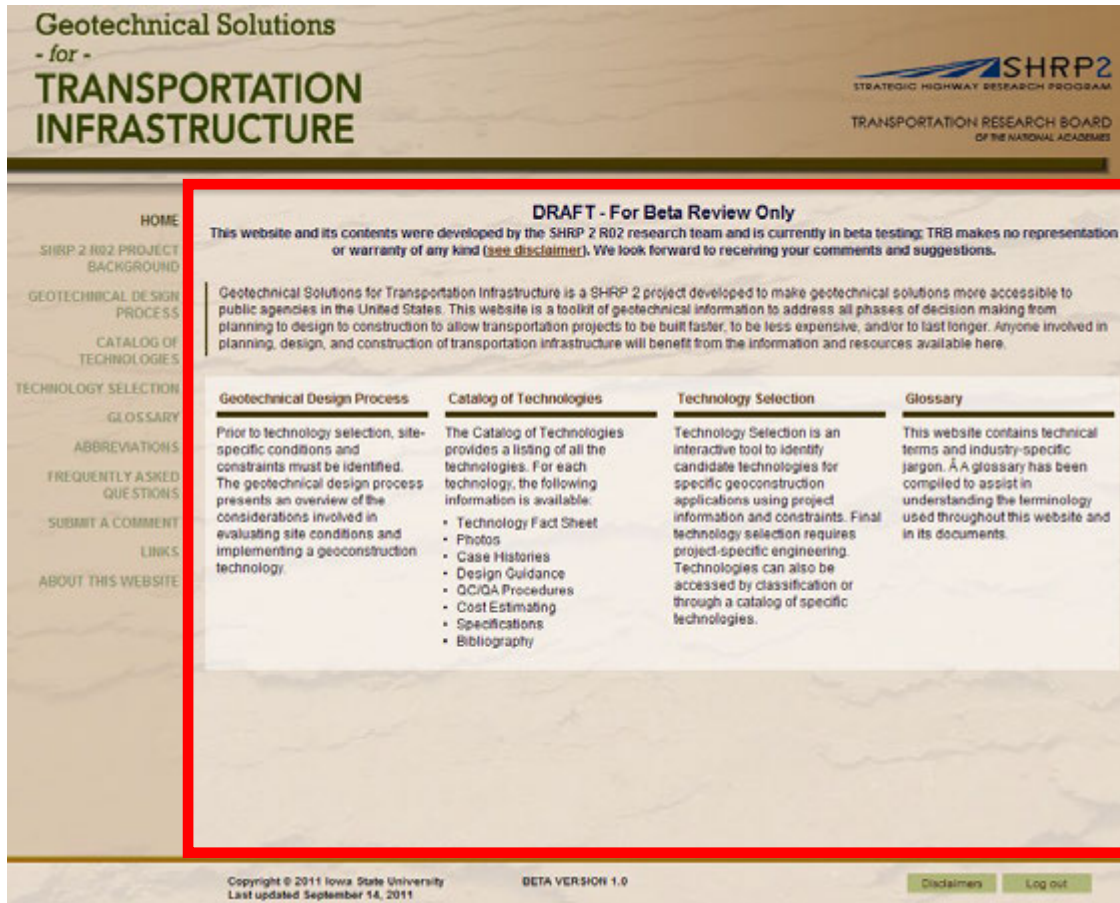 Geotechnical Solutions
- for -
TRANSPORTATION
INFRASTRUCTURE
SHRP2
STRATEGIC HIGHWAY RESEARCH PROGRAM
TRANSPORTATION RESEARCH BOARD
OF THE NATIONAL ACADEMIES
HOME
SHRP 2 R02 PROJECT
BACKGROUND
GEOTECHNICAL DESIGN
PROCESS
CATALOG OF
TECHNOLOGIES
TECHNOLOGY SELECTION
GLOSSARY
ABBREVIATIONS
FREQUENTLY ASKED
QUESTIONS
SUBMIT A COMMENT
LINKS
ABOUT THIS WEBSITE
DRAFT - For Beta Review Only
This website and its contents were developed by the SHRP 2 R02 research team and is currently in beta testing; TRB makes no representation
or warranty of any kind (see disclaimer). We look forward to receiving your comments and suggestions.
Geotechnical Solutions for Transportation Infrastructure is a SHRP 2 project developed to make geotechnical solutions more accessible to
public agencies in the United States. This website is a toolkit of geotechnical information to address all phases of decision making from
planning to design to construction to allow transportation projects to be built faster, to be less expensive, and/or to last longer. Anyone involved in
planning, design, and construction of transportation infrastructure will benefit from the information and resources available here.
Geotechnical Design Process
Prior to technology selection, site-
specific conditions and
constraints must be identified.
The geotechnical design process
presents an overview of the
considerations involved in
evaluating site conditions and
implementing a geoconstruction
technology.
Catalog of Technologies
The Catalog of Technologies
provides a listing of all the
technologies. For each
technology, the following
information is available:
• Technology Fact Sheet
• Photos
• Case Histories
• Design Guidance
• QC/QA Procedures
• Cost Estimating
• Specifications
• Bibliography
Technology Selection
Technology Selection is an
interactive tool to identify
candidate technologies for
specific geoconstruction
applications using project
information and constraints. Final
technology selection requires
project-specific engineering.
Technologies can also be
accessed by classification or
through a catalog of specific
technologies.
Glossary
This website contains technical
terms and industry-specific
jargon. Â A glossary has been
compiled to assist in
understanding the terminology
used throughout this website and
in its documents.
Copyright © 2011 Iowa State University
Last updated September 14, 2011
BETA VERSION 1.0
Disclaimers
Log out